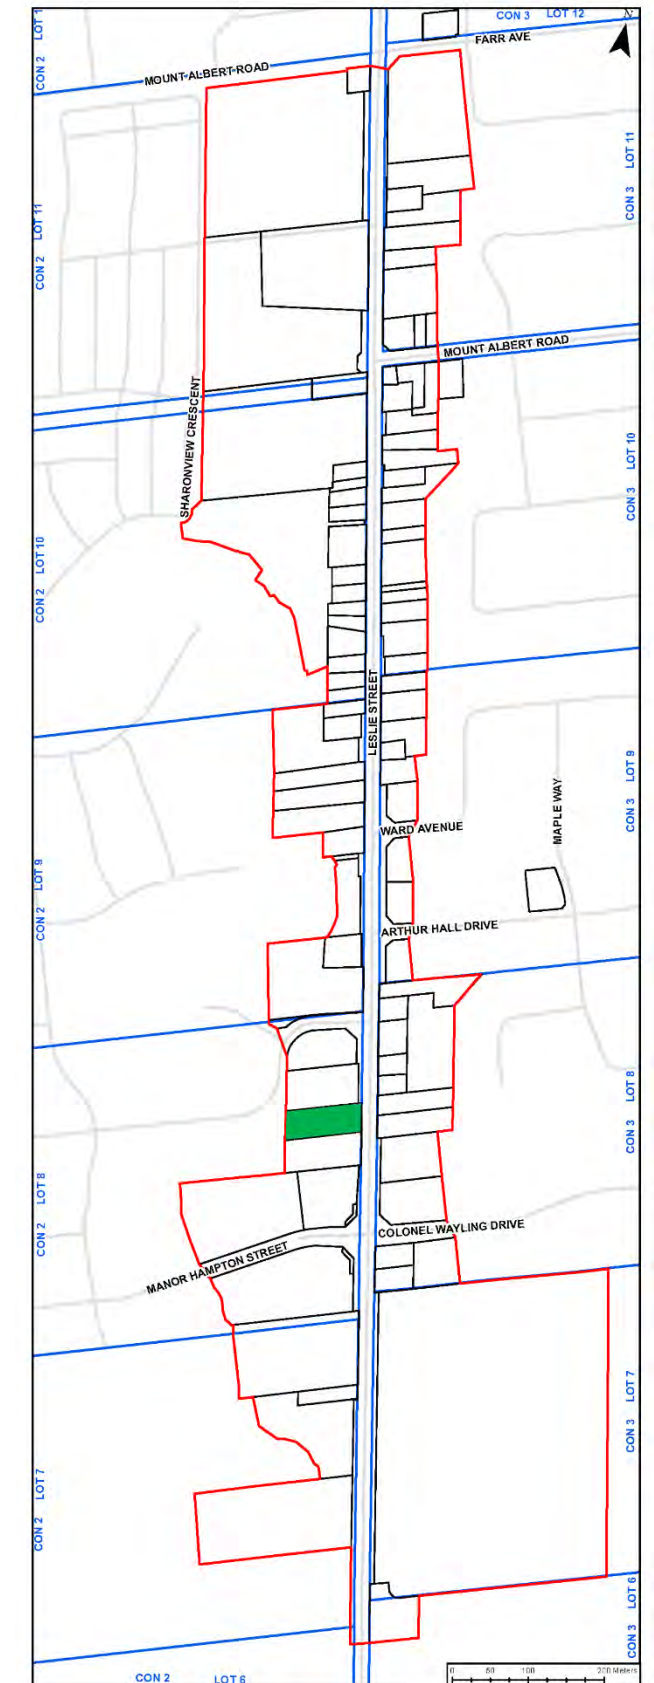 CON 3 LOT 12
N
FARR AVE
CON 2 LOT 1
MOUNT ALBERT ROAD
CON 3 LOT 11
CON 2 LOT 11
MOUNT ALBERT ROAD
SHARONVIEW CRESCENT
CON 3 LOT 10
CON 2 LOT 10
LESLIE STREET
CON 3 LOT 9
MAPLE WAY
WARD AVENUE
CON 2 LOT 9
ARTHUR HALL DRIVE
CON 3 LOT 8
CON 2 LOT 8
COLONEL WAYLING DRIVE
MANOR HAMPTON STREET
CON 3 LOT 7
CON 2 LOT 7
CON 3 LOT 6
CON 2 LOT 6
0 50 100 200 Meters